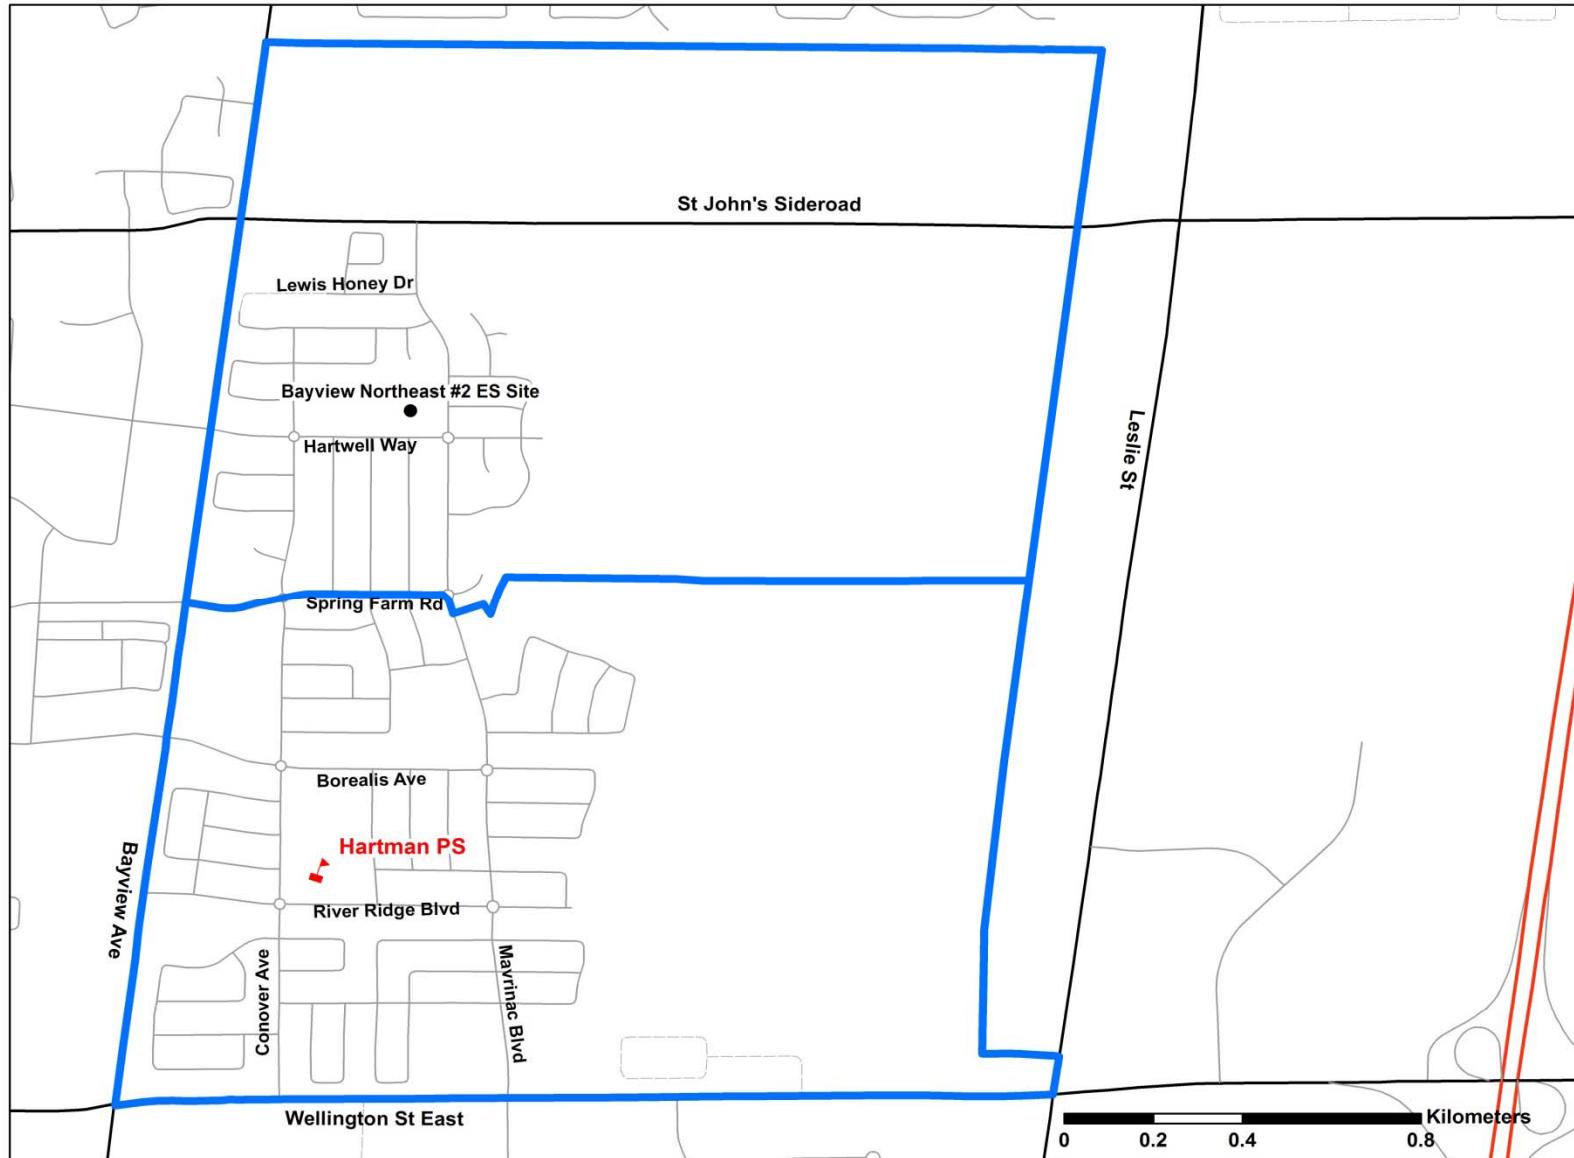 St John's Sideroad
Lewis Honey Dr
Bayview Northeast #2 ES Site
Hartwell Way
Leslie St
Spring Farm Rd
Borealis Ave
Hartman PS
Bayview Ave
River Ridge Blvd
Conover Ave
Mavrinac Blvd
Wellington St East
Kilometers
0 0.2 0.4 0.8